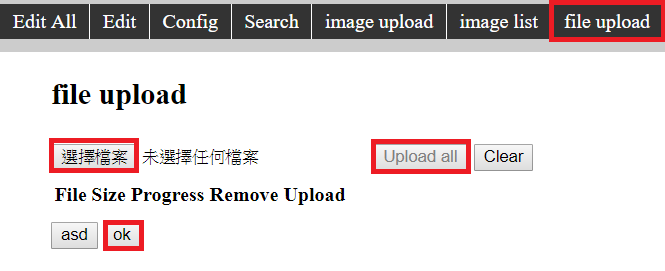 Edit All Edit Config Search image upload image list file upload
file upload
選擇檔案 未選擇任何檔案 Upload all Clear
File Size Progress Remove Upload
asd ok